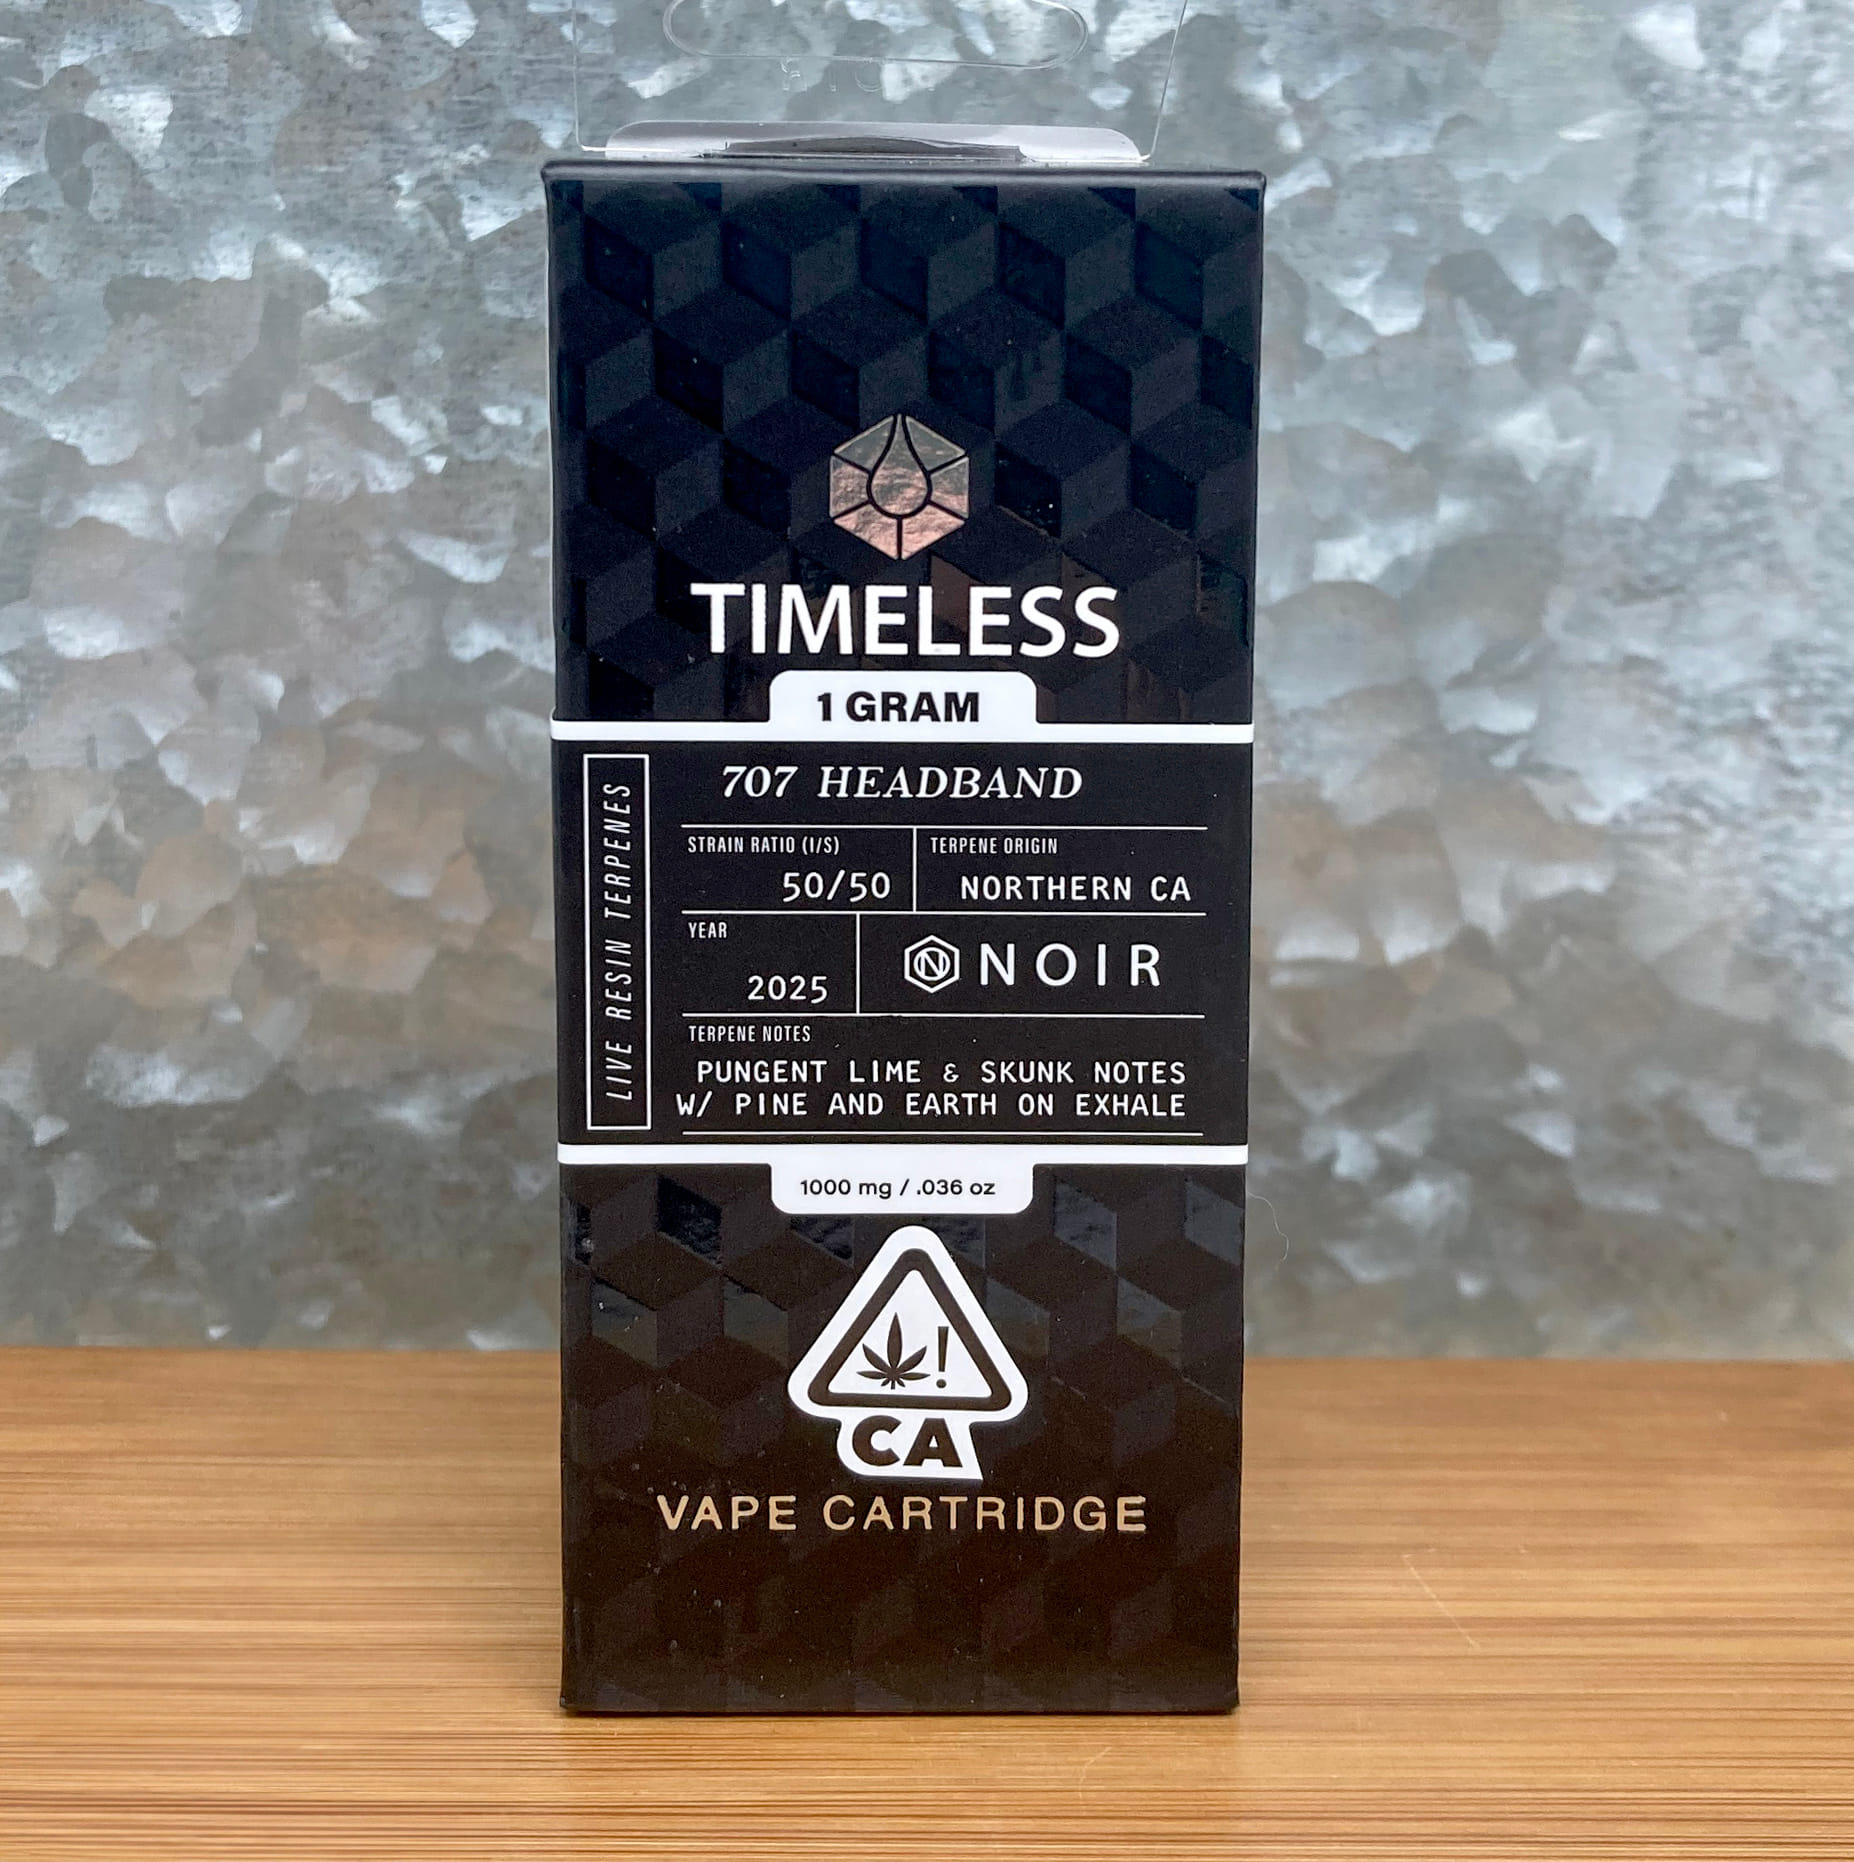 TIMELESS
1 GRAM
LIVE RESIN TERPENES
707 HEADBAND
STRAIN RATIO (I/S)
50/50
TERPENE ORIGIN
NORTHERN CA
YEAR
2025
N NOIR
TERPENE NOTES
PUNGENT LIME & SKUNK NOTES
W/ PINE AND EARTH ON EXHALE
1000 mg / .036 oz
!
CA
VAPE CARTRIDGE